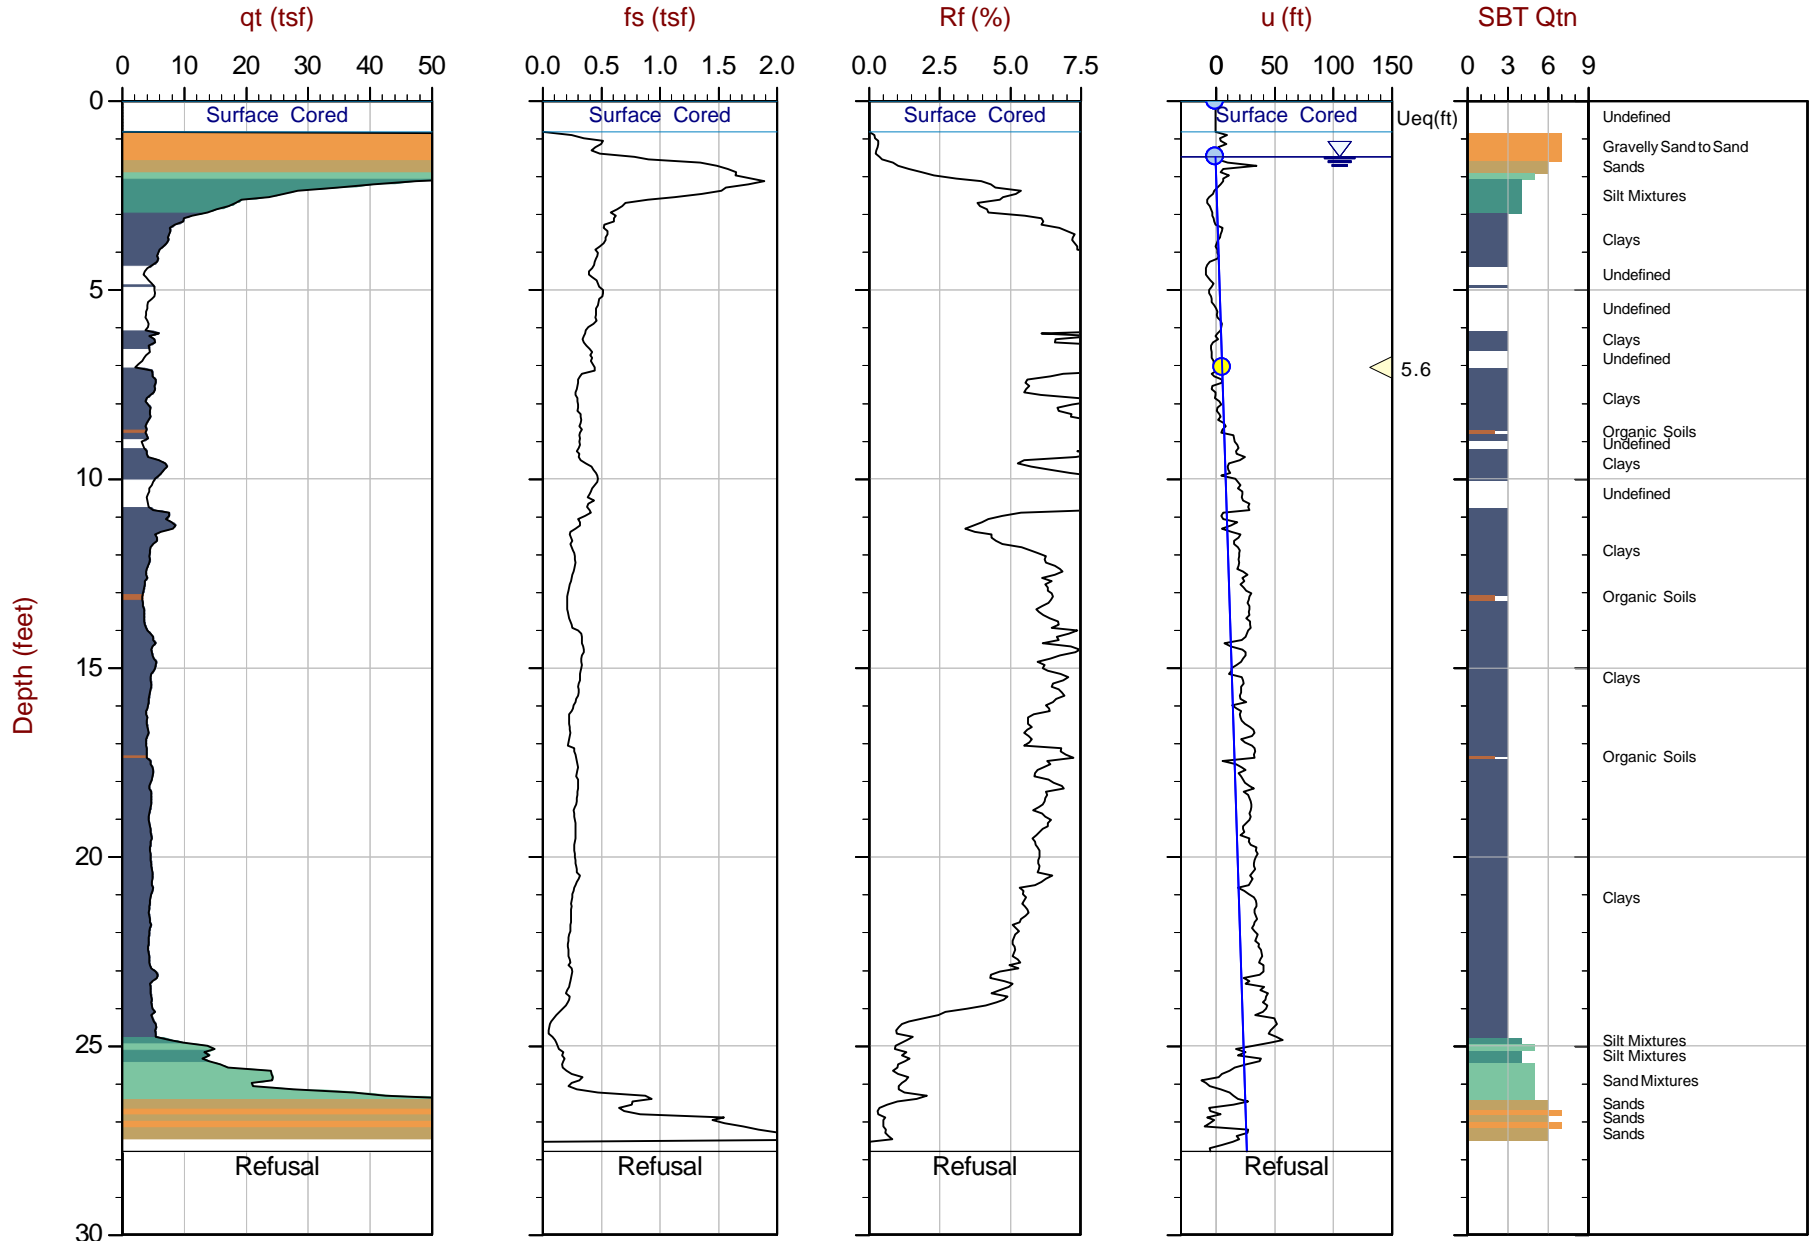 qt (tsf) fs (tsf) Rf (%) u (ft) SBT Qtn
0 10 20 30 40 50 0.0 0.5 1.0 1.5 2.0 0.0 2.5 5.0 7.5 0 50 100 150 0 3 6 9
0
Surface Cored Surface Cored Surface Cored Surface Cored Ueq(ft) Undefined
Gravelly Sand to Sand
Sands
Silt Mixtures
Clays
Undefined
5
Undefined
Clays
Undefined
5.6
Clays
Organic Soils
Undefined
Clays
10
Undefined
Clays
Organic Soils
Depth (feet)
15
Clays
Organic Soils
20
Clays
25
Silt Mixtures
Silt Mixtures
Sand Mixtures
Sands
Sands
Sands
Refusal Refusal Refusal Refusal
30